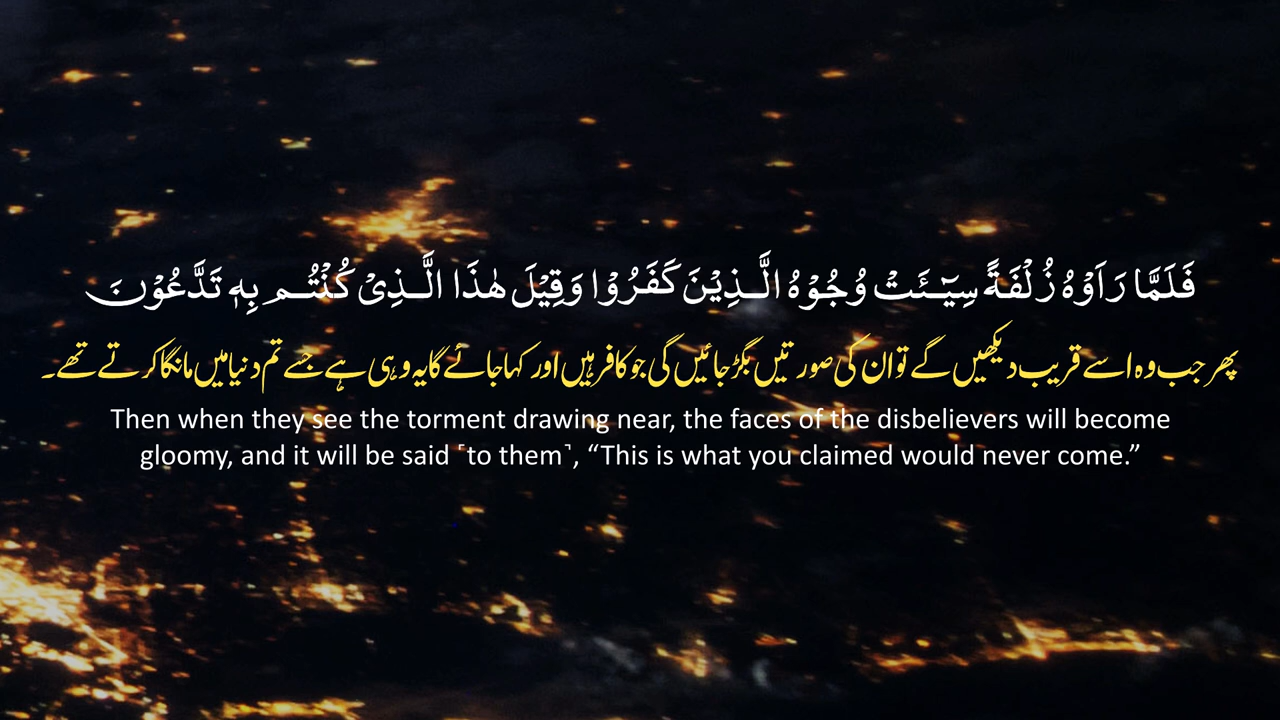 فَلَمَّا رَاَوْهُ زُلْفَةً سِيْٓـَٔتْ وُجُوْهُ الَّـذِيْنَ كَفَرُوْا وَقِيْلَ هٰذَا الَّـذِىْ كُنْتُـم بِهٖ تَدَّعُوْنَ
پھر جب وہ اسے قریب دیکھیں گے تو ان کی صورتیں بگڑ جائیں گی جو کافر ہیں اور کہا جائے گا یہ وہی ہے جسے تم دنیا میں مانگا کرتے تھے۔
Then when they see the torment drawing near, the faces of the disbelievers will become
gloomy, and it will be said ˹to them˺, “This is what you claimed would never come.”